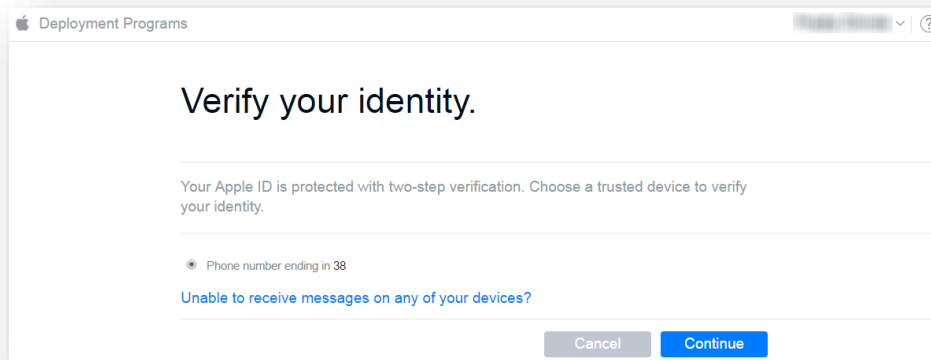 Deployment Programs
?
Verify your identity.
Your Apple ID is protected with two-step verification. Choose a trusted device to verify
your identity.
Phone number ending in 38
Unable to receive messages on any of your devices?
Cancel
Continue